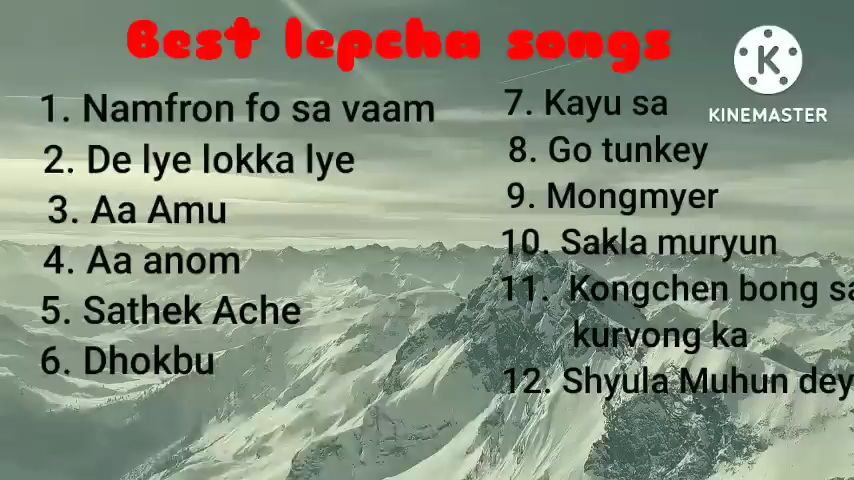 Best lepcha songs
1. Namfron fo sa vaam
2. De lye lokka lye
3. Aa Amu
4. Aa anom
5. Sathek Ache
6. Dhokbu
7. Kayu sa
8. Go tunkey
9. Mongmyer
10. Sakla muryun
11. Kongchen bong sa
kurvong ka
12. Shyula Muhun dey
K
KINEMASTER